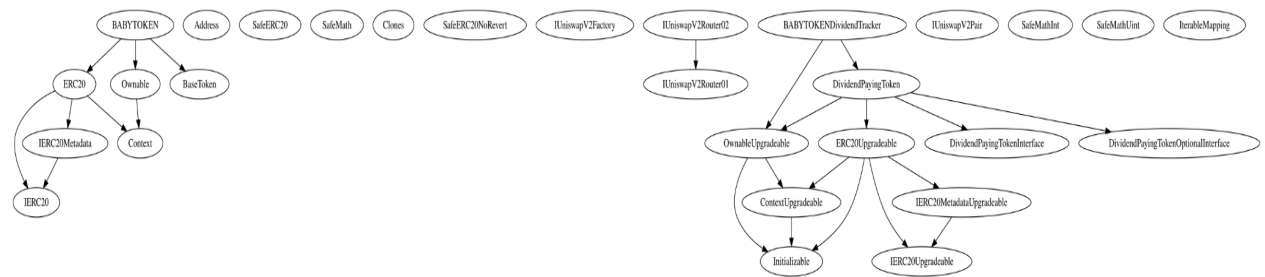 BABYTOKEN
Address
SafeERC20
SafeMath
Clones
SafeERC20NoRevert
IUniswapV2Factory
IUniswapV2Router02
BABYTOKENDividendTracker
IUniswapV2Pair
SafeMathInt
SafeMathUint
IterableMapping
ERC20
Ownable
BaseToken
IUniswapV2Router01
DividendPayingToken
IERC20Metadata
Context
OwnableUpgradeable
ERC20Upgradeable
DividendPayingTokenInterface
DividendPayingTokenOptionalInterface
IERC20
ContextUpgradeable
IERC20MetadataUpgradeable
Initializable
IERC20Upgradeable